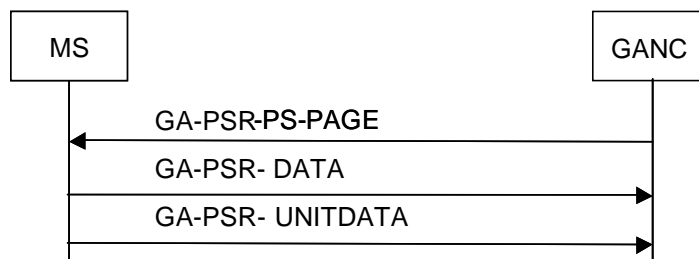 MS
GANC
GA-PSR-PS-PAGE
GA-PSR- DATA
GA-PSR- UNITDATA